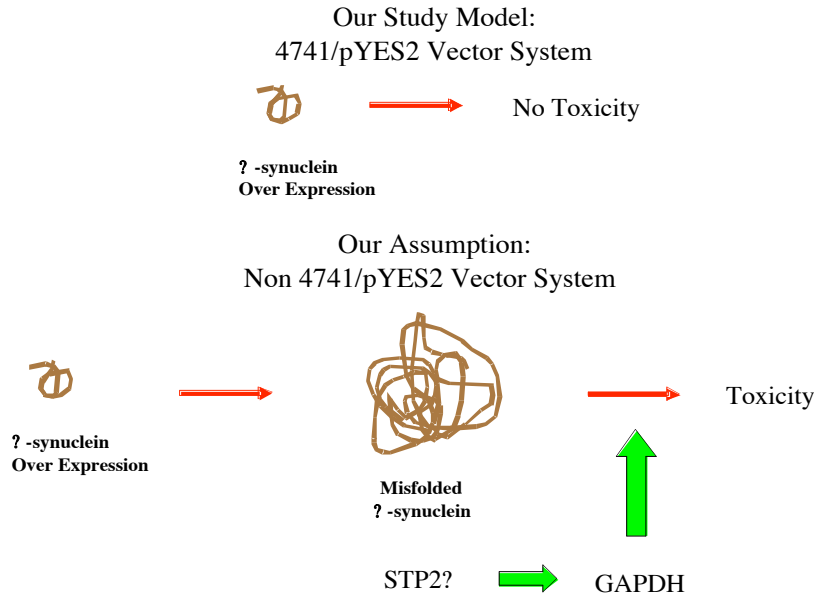 Our Study Model:
4741/pYES2 Vector System
No Toxicity
? -synuclein
Over Expression
Our Assumption:
Non 4741/pYES2 Vector System
Toxicity
? -synuclein
Over Expression
Misfolded
? -synuclein
STP2?
GAPDH